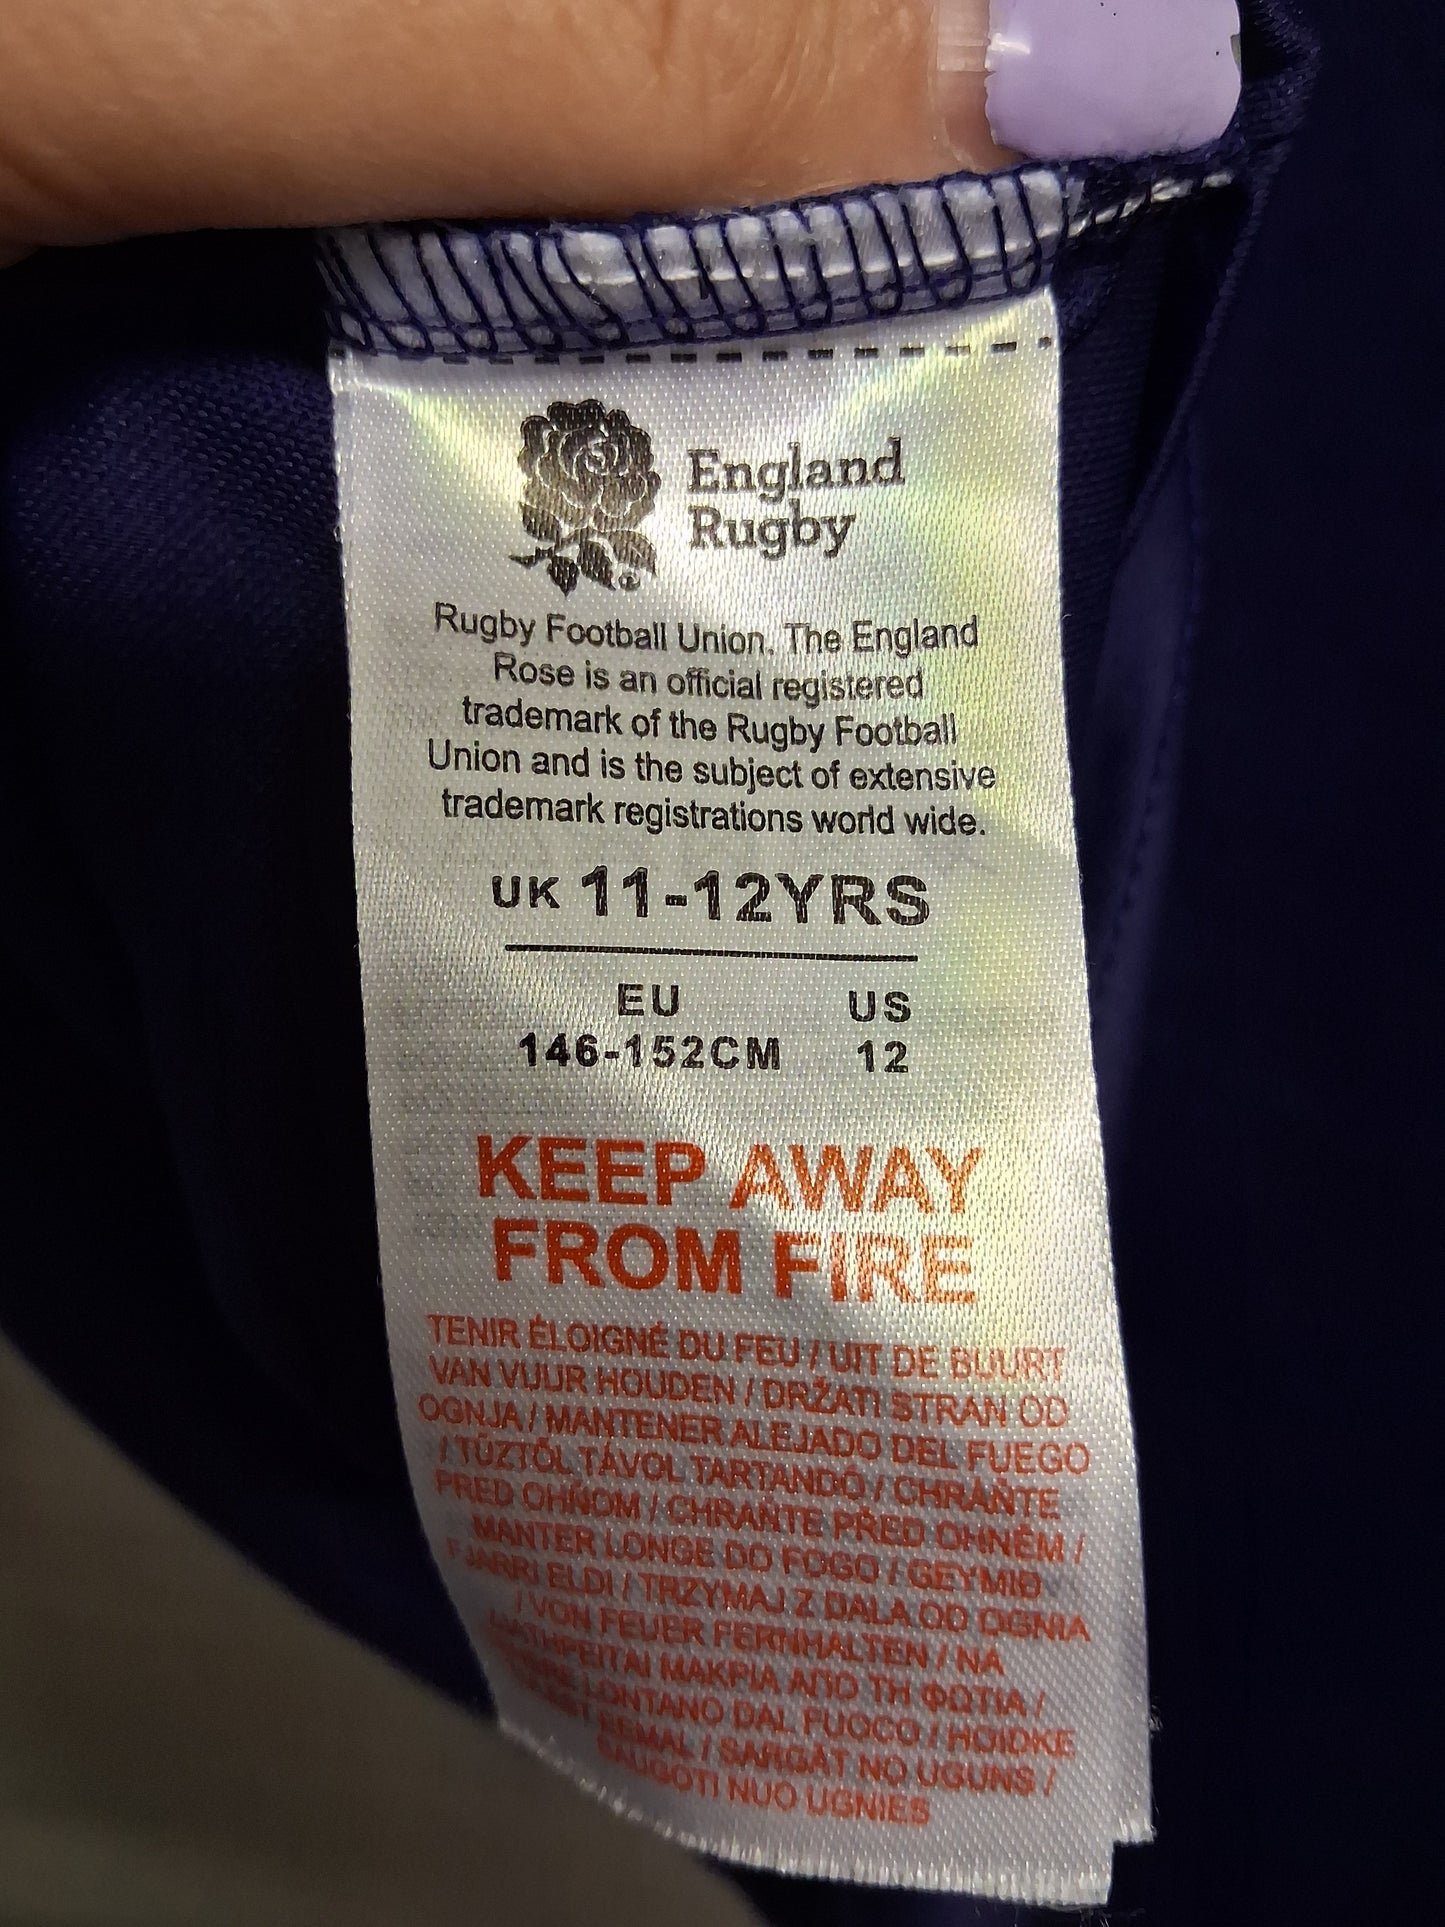 England
Rugby
Rugby Football Union. The England
Rose is an official registered
trademark of the Rugby Football
Union and is the subject of extensive
trademark registrations world wide.
UK 11-12YRS
EU US
146-152CM 12
KEEP AWAY
FROM FIRE
TENIR ÉLOIGNÉ DU FEU / UIT DE BUURT
VAN VUUR HOUDEN / DRŽATI STRAN OD
OGNJA / MANTENER ALEJADO DEL FUEGO
/ TŰZTŐL TÁVOL TARTANDÓ / CHRÁŇTE
PRED OHŇOM / CHRAŇTE PŘED OHNĚM /
MANTER LONGE DO FOGO / GEYMIÐ
FJARRI ELDI / TRZYMAJ Z DALA OD OGNIA
/ VON FEUER FERNHALTEN / ΝΑ
ΜΑΚΡΙΑ ΑΠΟ ΤΗ ΦΩΤΙΑ /
LONTANO DAL FUOCO / HOIDKE
EEMAL / SARGĀT NO UGUNS /
SAUGOTI NUO UGNIES